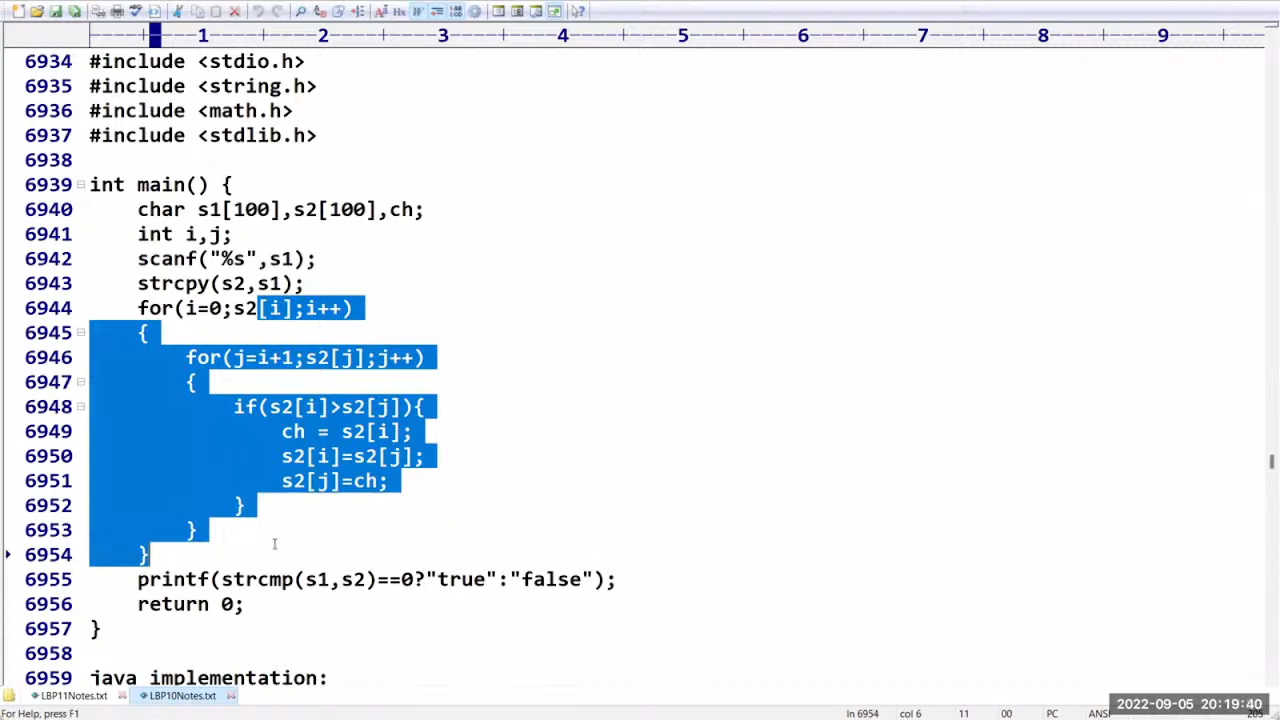 1 2 3 4 5 6 7 8 9
6934 #include <stdio.h>
6935 #include <string.h>
6936 #include <math.h>
6937 #include <stdlib.h>
6938
6939 int main() {
6940 char s1[100],s2[100],ch;
6941 int i,j;
6942 scanf("%s",s1);
6943 strcpy(s2,s1);
6944 for(i=0;s2[i];i++)
6945 {
6946 for(j=i+1;s2[j];j++)
6947 {
6948 if(s2[i]>s2[j]){
6949 ch = s2[i];
6950 s2[i]=s2[j];
6951 s2[j]=ch;
6952 }
6953 }
6954 }
6955 printf(strcmp(s1,s2)==0?"true":"false");
6956 return 0;
6957 }
6958
6959 java implementation:
LBP11Notes.txt LBP10Notes.txt
For Help, press F1 ln 6954 col 6 11 00 PC ANSI
2022-09-05 20:19:40